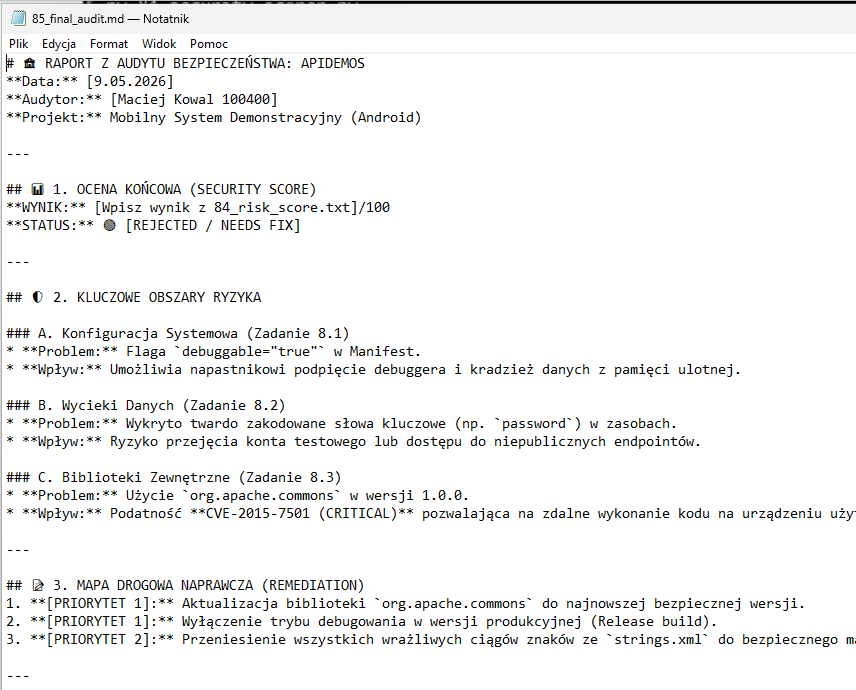 85_final_audit.md — Notatnik
Plik Edycja Format Widok Pomoc
# 🏠 RAPORT Z AUDYTU BEZPIECZEŃSTWA: APIDEMOS
**Data:** [9.05.2026]
**Audytor:** [Maciej Kowal 100400]
**Projekt:** Mobilny System Demonstracyjny (Android)
---
## 📊 1. OCENA KOŃCOWA (SECURITY SCORE)
**WYNIK:** [Wpisz wynik z 84_risk_score.txt]/100
**STATUS:** 🟠 [REJECTED / NEEDS FIX]
---
## 🌓 2. KLUCZOWE OBSZARY RYZYKA
### A. Konfiguracja Systemowa (Zadanie 8.1)
* **Problem:** Flaga `debuggable="true"` w Manifest.
* **Wpływ:** Umożliwia napastnikowi podpięcie debuggera i kradzież danych z pamięci ulotnej.
### B. Wycieki Danych (Zadanie 8.2)
* **Problem:** Wykryto twardo zakodowane słowa kluczowe (np. `password`) w zasobach.
* **Wpływ:** Ryzyko przejęcia konta testowego lub dostępu do niepublicznych endpointów.
### C. Biblioteki Zewnętrzne (Zadanie 8.3)
* **Problem:** Użycie `org.apache.commons` w wersji 1.0.0.
* **Wpływ:** Podatność **CVE-2015-7501 (CRITICAL)** pozwalająca na zdalne wykonanie kodu na urządzeniu
---
## 📝 3. MAPA DROGOWA NAPRAWCZA (REMEDIATION)
1. **[PRIORYTET 1]:** Aktualizacja biblioteki `org.apache.commons` do najnowszej bezpiecznej wersji.
2. **[PRIORYTET 1]:** Wyłączenie trybu debugowania w wersji produkcyjnej (Release build).
3. **[PRIORYTET 2]:** Przeniesienie wszystkich wrażliwych ciągów znaków ze `strings.xml` do bezpiecznego
---